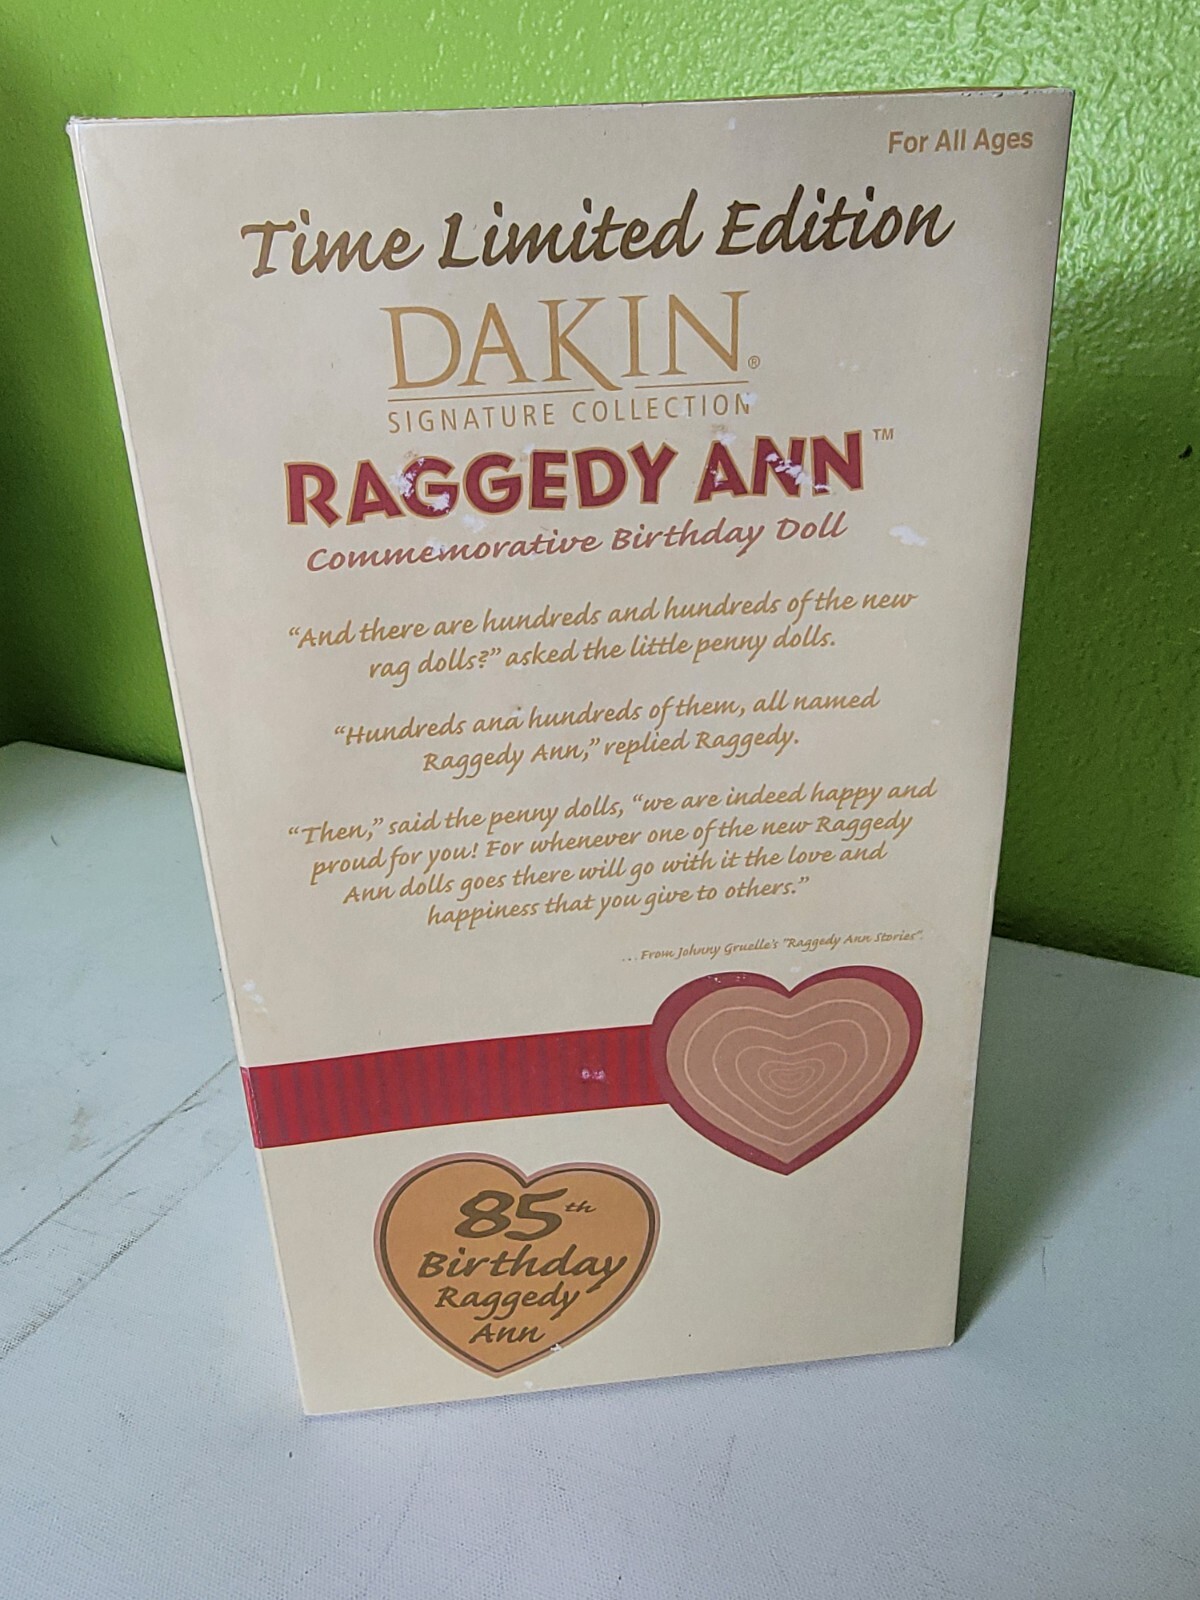 For All Ages
Time Limited Edition
DAKIN®
SIGNATURE COLLECTION
RAGGEDY ANN™
Commemorative Birthday Doll
“And there are hundreds and hundreds of the new
rag dolls?” asked the little penny dolls.
“Hundreds and hundreds of them, all named
Raggedy Ann,” replied Raggedy.
“Then,” said the penny dolls, “we are indeed happy and
proud for you! For whenever one of the new Raggedy
Ann dolls goes there will go with it the love and
happiness that you give to others.”
...From Johnny Gruelle's "Raggedy Ann Stories".
85th
Birthday
Raggedy
Ann